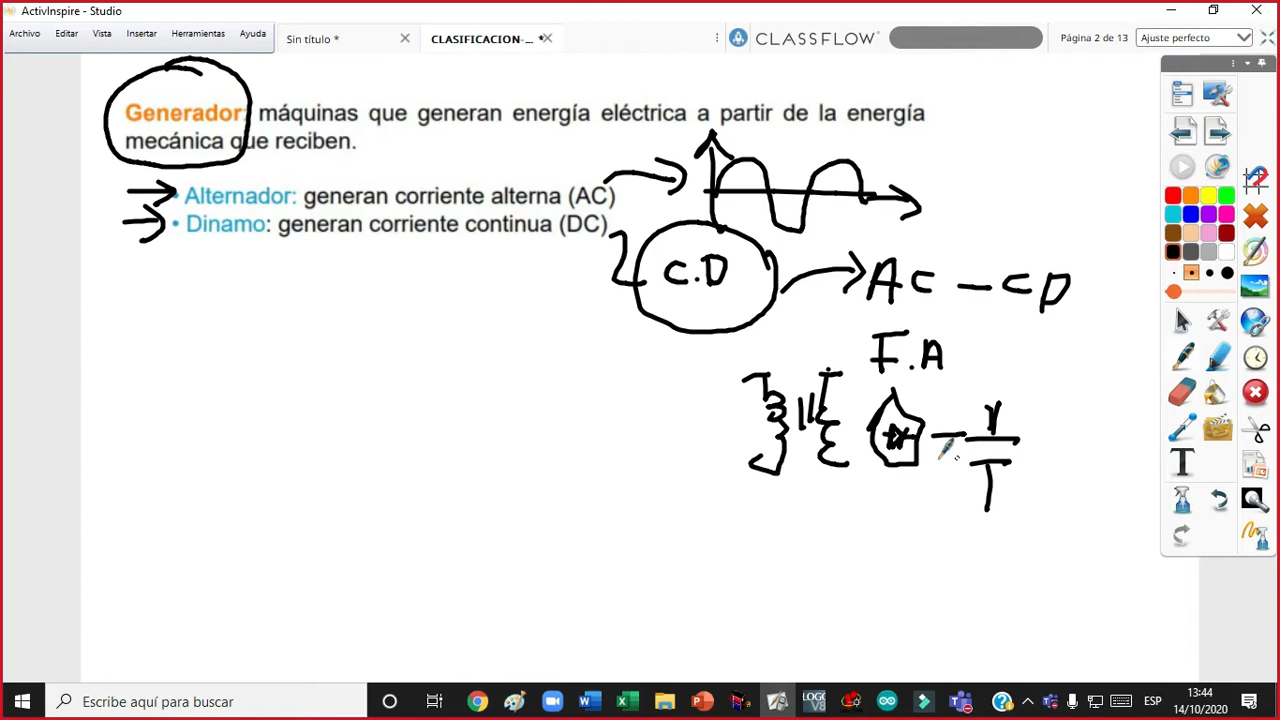 ActivInspire - Studio
Archivo Editar Vista Insertar Herramientas Ayuda
Sin título *
CLASIFICACION-... *
CLASSFLOW
Página 2 de 13
Ajuste perfecto
Generador: máquinas que generan energía eléctrica a partir de la energía
mecánica que reciben.
• Alternador: generan corriente alterna (AC)
• Dinamo: generan corriente continua (DC)
C.D
AC - CD
F.A
Escribe aquí para buscar
ESP
13:44
14/10/2020